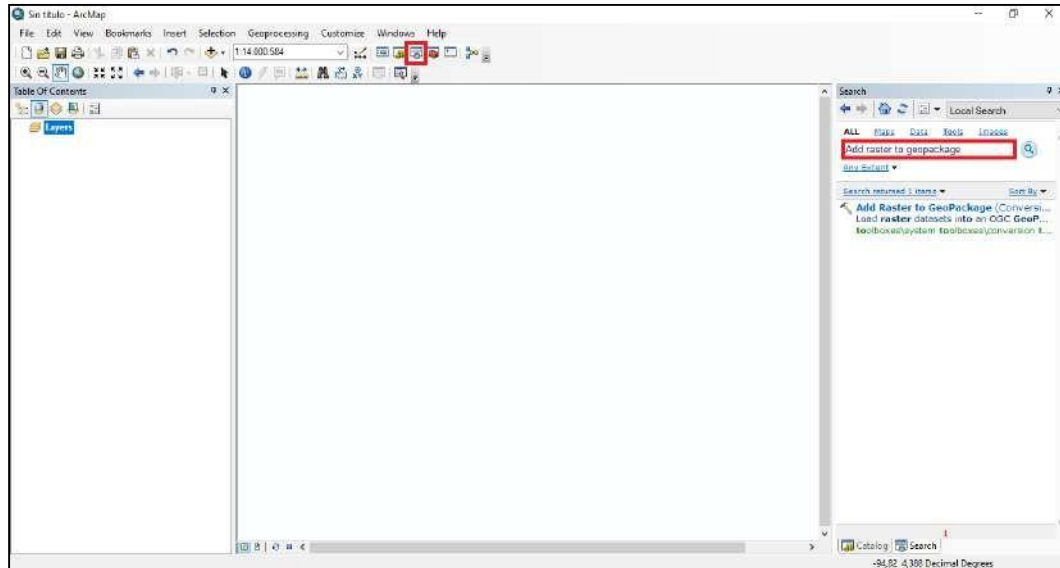 Sin título - ArcMap
File Edit View Bookmarks Insert Selection Geoprocessing Customize Windows Help
1:14.000.584
Table Of Contents
Layers
Search
Local Search
ALL Maps Data Tools Images
Add raster to geopackage
Any Extent
Search returned 1 items
Sort By
Add Raster to GeoPackage (Conversi...
Load raster datasets into an OGC GeoP...
toolboxes\system toolboxes\conversion t...
1
Catalog Search
-94,82 4,388 Decimal Degrees